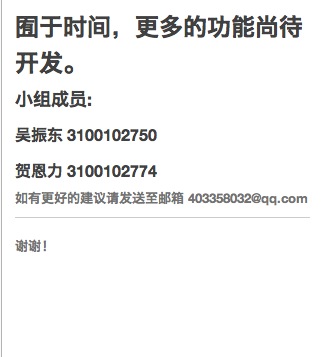 囿于时间，更多的功能尚待
开发。
小组成员:
吴振东 3100102750
贺恩力 3100102774
如有更好的建议请发送至邮箱 403358032@qq.com
谢谢！